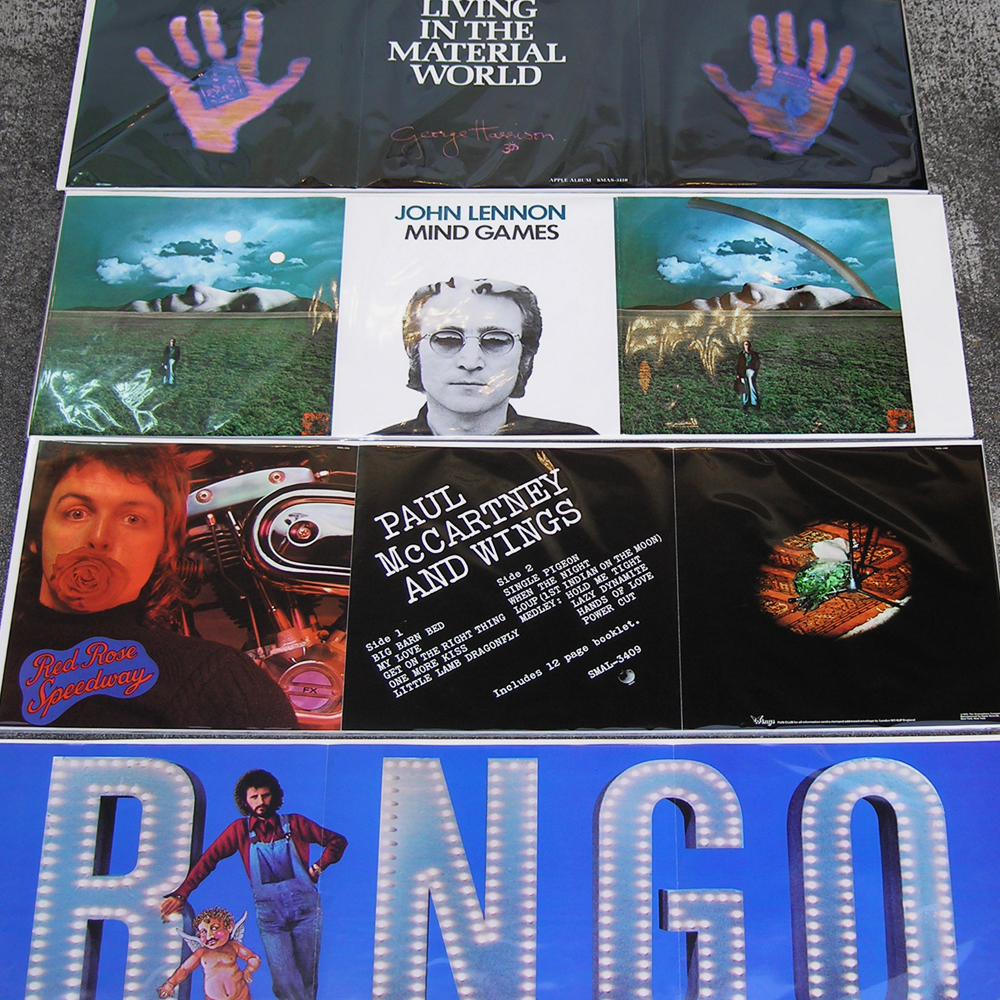 LIVING
IN THE
MATERIAL
WORLD
George Harrison
ॐ
APPLE ALBUM SMAS-3410
JOHN LENNON
MIND GAMES
PAUL
McCARTNEY
AND WINGS
Side 1
BIG BARN BED
MY LOVE
GET ON THE RIGHT THING
ONE MORE KISS
LITTLE LAMB DRAGONFLY
Side 2
SINGLE PIGEON
WHEN THE NIGHT
LOUP (1ST INDIAN ON THE MOON)
MEDLEY: HOLD ME TIGHT
LAZY DYNAMITE
HANDS OF LOVE
POWER CUT
Includes 12 page booklet.
SMAL-3409
Red Rose
Speedway
FX
Wings
R NGO